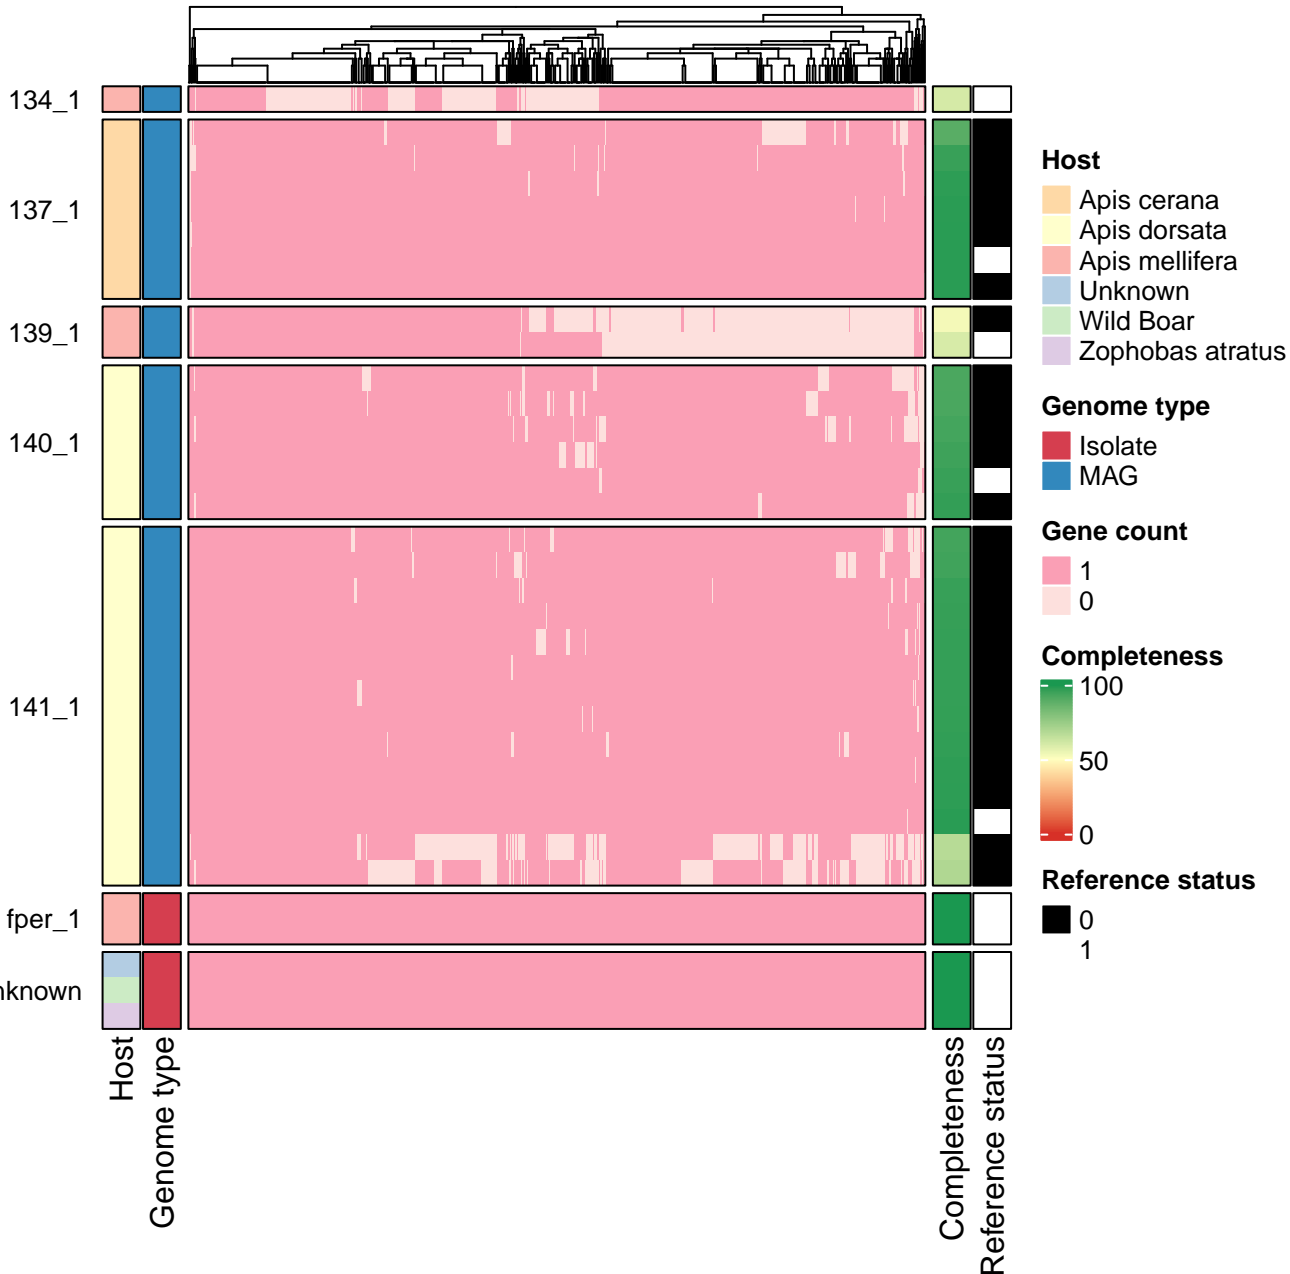 134_1
137_1
139_1
140_1
141_1
fper_1
nknown
Host
Genome type
Completeness
Reference status
Host
Apis cerana
Apis dorsata
Apis mellifera
Unknown
Wild Boar
Zophobas atratus
Genome type
Isolate
MAG
Gene count
1
0
Completeness
100
50
0
Reference status
0
1